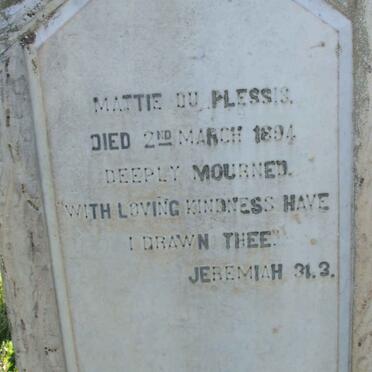 MATTIE DU PLESSIS.
DIED 2ND MARCH 1894
DEEPLY MOURNED.
"WITH LOVING KINDNESS HAVE
I DRAWN THEE."
JEREMIAH 31.3.